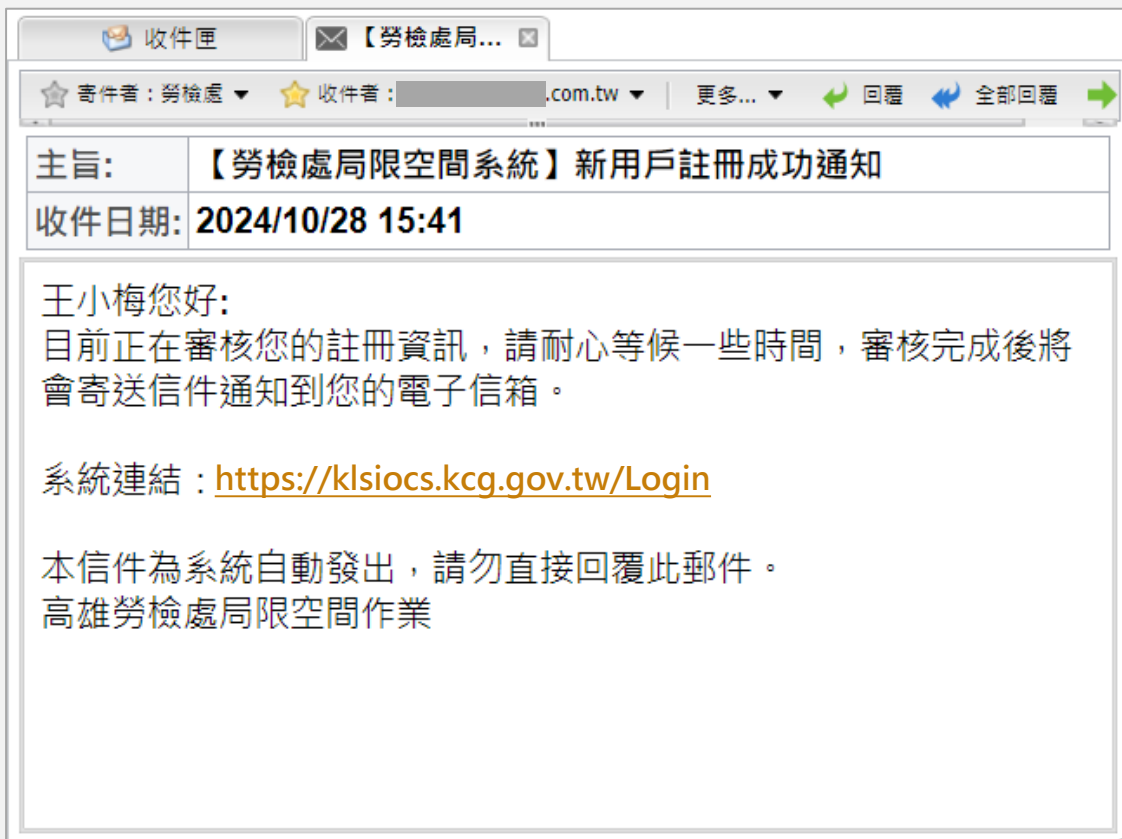 收件匣
【勞檢處局...
寄件者：勞檢處 收件者： .com.tw 更多... 回覆 全部回覆
主旨: 【勞檢處局限空間系統】新用戶註冊成功通知
收件日期: 2024/10/28 15:41
王小梅您好:
目前正在審核您的註冊資訊，請耐心等候一些時間，審核完成後將
會寄送信件通知到您的電子信箱。
系統連結：https://klsiocs.kcg.gov.tw/Login
本信件為系統自動發出，請勿直接回覆此郵件。
高雄勞檢處局限空間作業